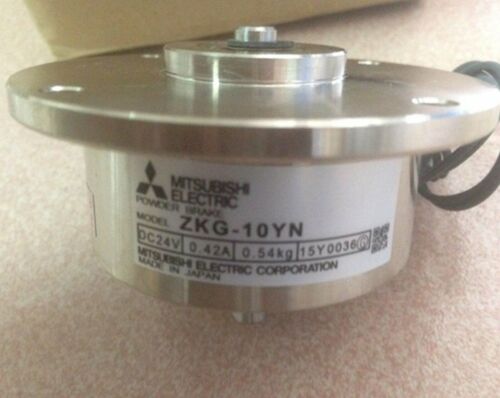 MITSUBISHI
ELECTRIC
POWDER BRAKE
MODEL ZKG-10YN
DC24V 0.42A 0.54kg 15Y0036 Q
MITSUBISHI ELECTRIC CORPORATION
MADE IN JAPAN